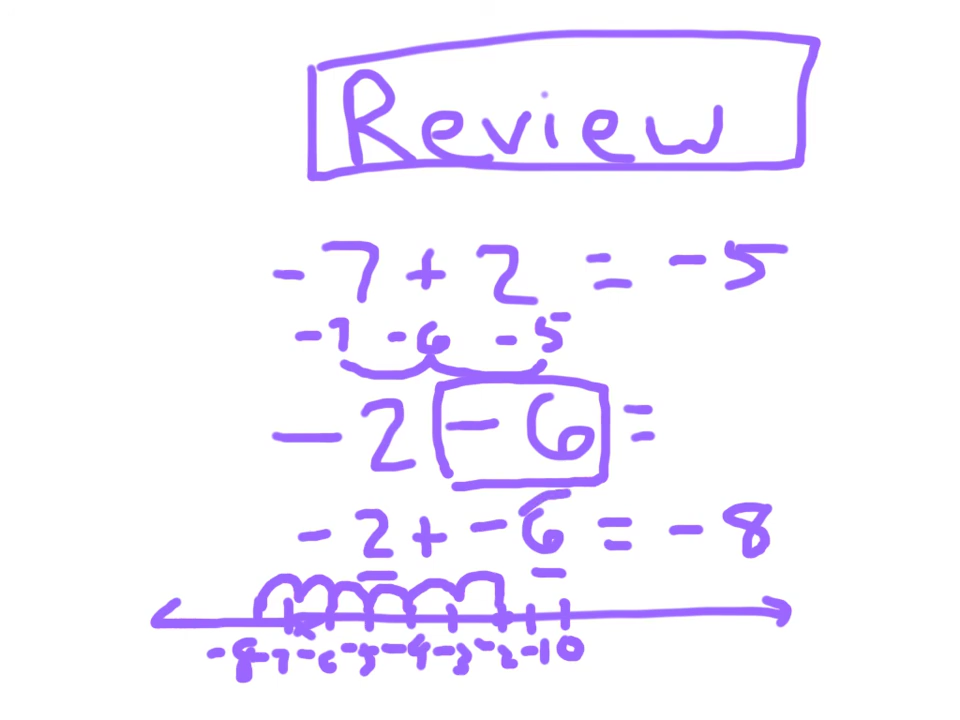 Review
-7 + 2 = -5
-7 -6 -5
-2 -6 =
-2 + -6 = -8
-8 -7 -6 -5 -4 -3 -2 -1 0